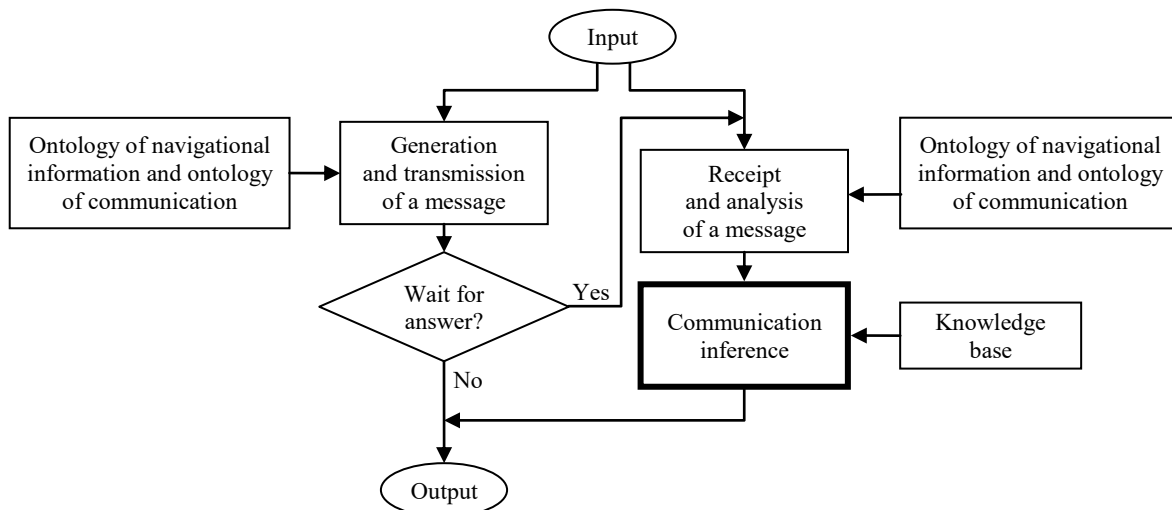 Input
Ontology of navigational
information and ontology
of communication
Generation
and transmission
of a message
Receipt
and analysis
of a message
Ontology of navigational
information and ontology
of communication
Wait for
answer?
Yes
No
Communication
inference
Knowledge
base
Output